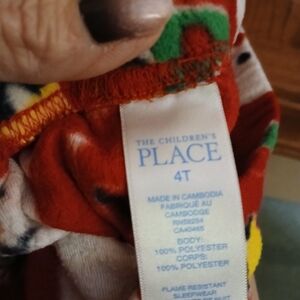 THE CHILDREN'S
PLACE
4T
MADE IN CAMBODIA
FABRIQUÉ AU
CAMBODGE
CA40465
BODY:
100% POLYESTER
CORPS:
100% POLYESTER
FLAME RESISTANT
SLEEPWEAR